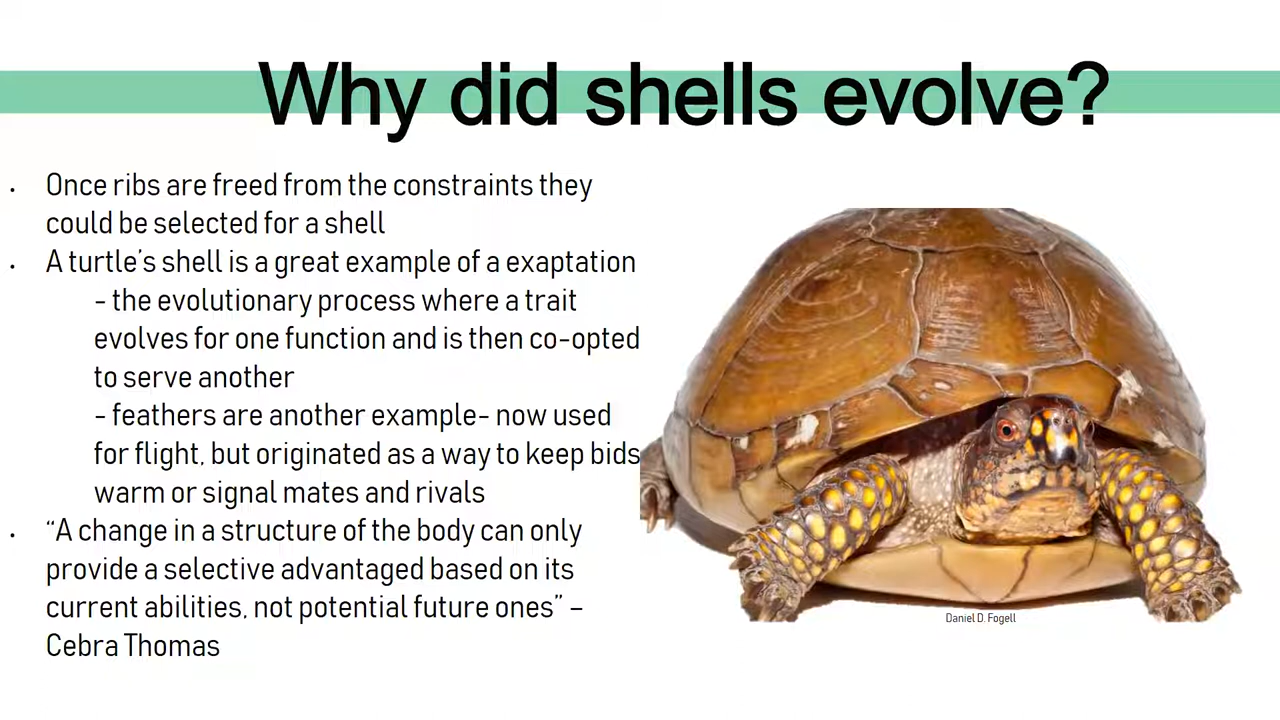 Why did shells evolve?
• Once ribs are freed from the constraints they
could be selected for a shell
• A turtle's shell is a great example of a exaptation
- the evolutionary process where a trait
evolves for one function and is then co-opted
to serve another
- feathers are another example- now used
for flight, but originated as a way to keep bids
warm or signal mates and rivals
• “A change in a structure of the body can only
provide a selective advantaged based on its
current abilities, not potential future ones” –
Cebra Thomas
Daniel D. Fogell